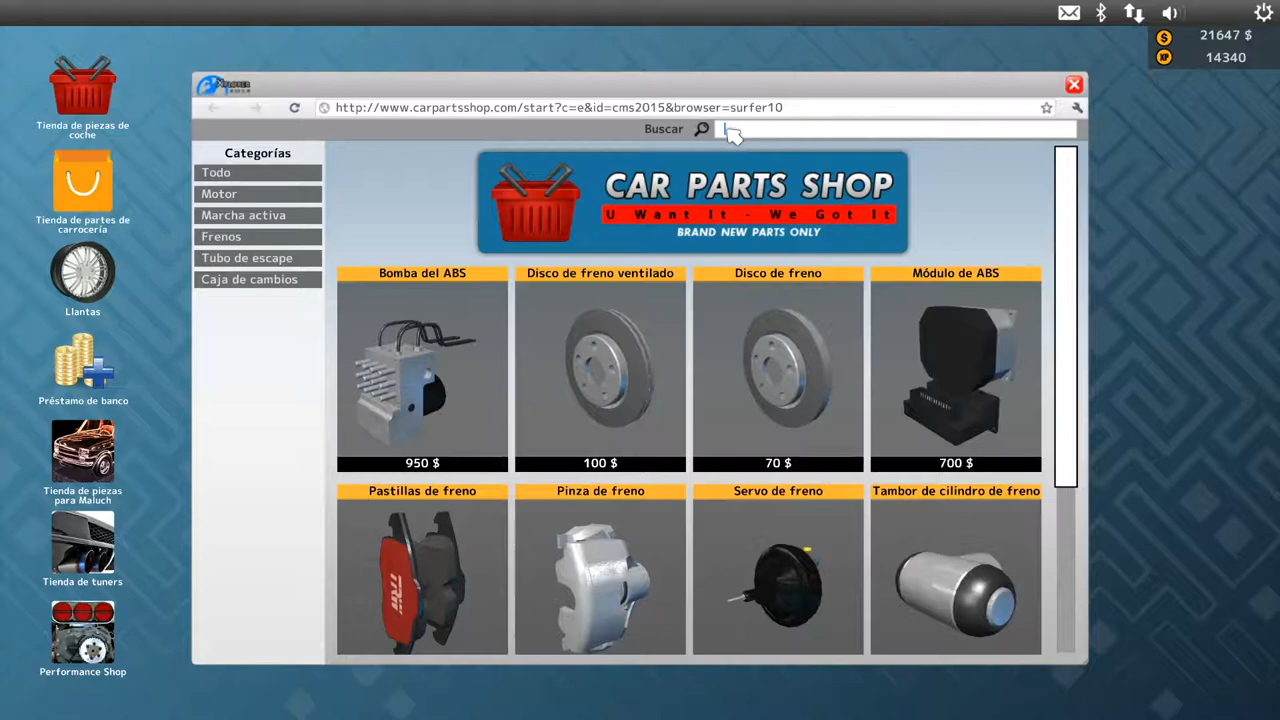 21647 $
14340
Tienda de piezas de
coche
Tienda de partes de
carrocería
Llantas
Préstamo de banco
Tienda de piezas
para Maluch
Tienda de tuners
Performance Shop
http://www.carpartsshop.com/start?c=e&id=cms2015&browser=surfer10
Buscar
Categorías
Todo
Motor
Marcha activa
Frenos
Tubo de escape
Caja de cambios
CAR PARTS SHOP
U Want It - We Got It
BRAND NEW PARTS ONLY
Bomba del ABS
Disco de freno ventilado
Disco de freno
Módulo de ABS
950 $
100 $
70 $
700 $
Pastillas de freno
Pinza de freno
Servo de freno
Tambor de cilindro de freno